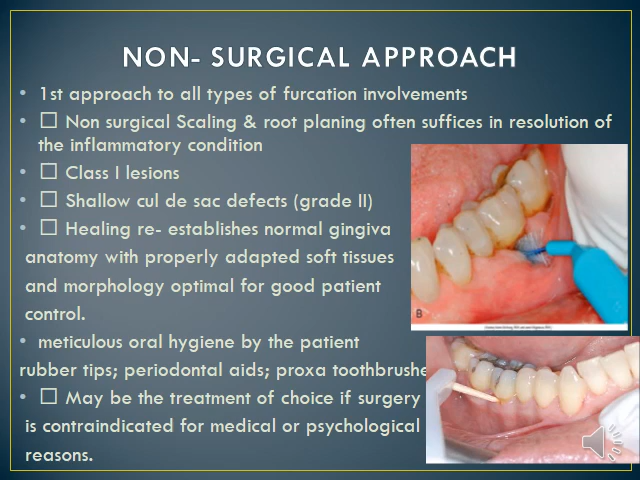 NON- SURGICAL APPROACH
• 1st approach to all types of furcation involvements
• □ Non surgical Scaling & root planing often suffices in resolution of
the inflammatory condition
• □ Class I lesions
• □ Shallow cul de sac defects (grade II)
• □ Healing re- establishes normal gingiva
anatomy with properly adapted soft tissues
and morphology optimal for good patient
control.
• meticulous oral hygiene by the patient
rubber tips; periodontal aids; proxa toothbrushe
• □ May be the treatment of choice if surgery
is contraindicated for medical or psychological
reasons.
B